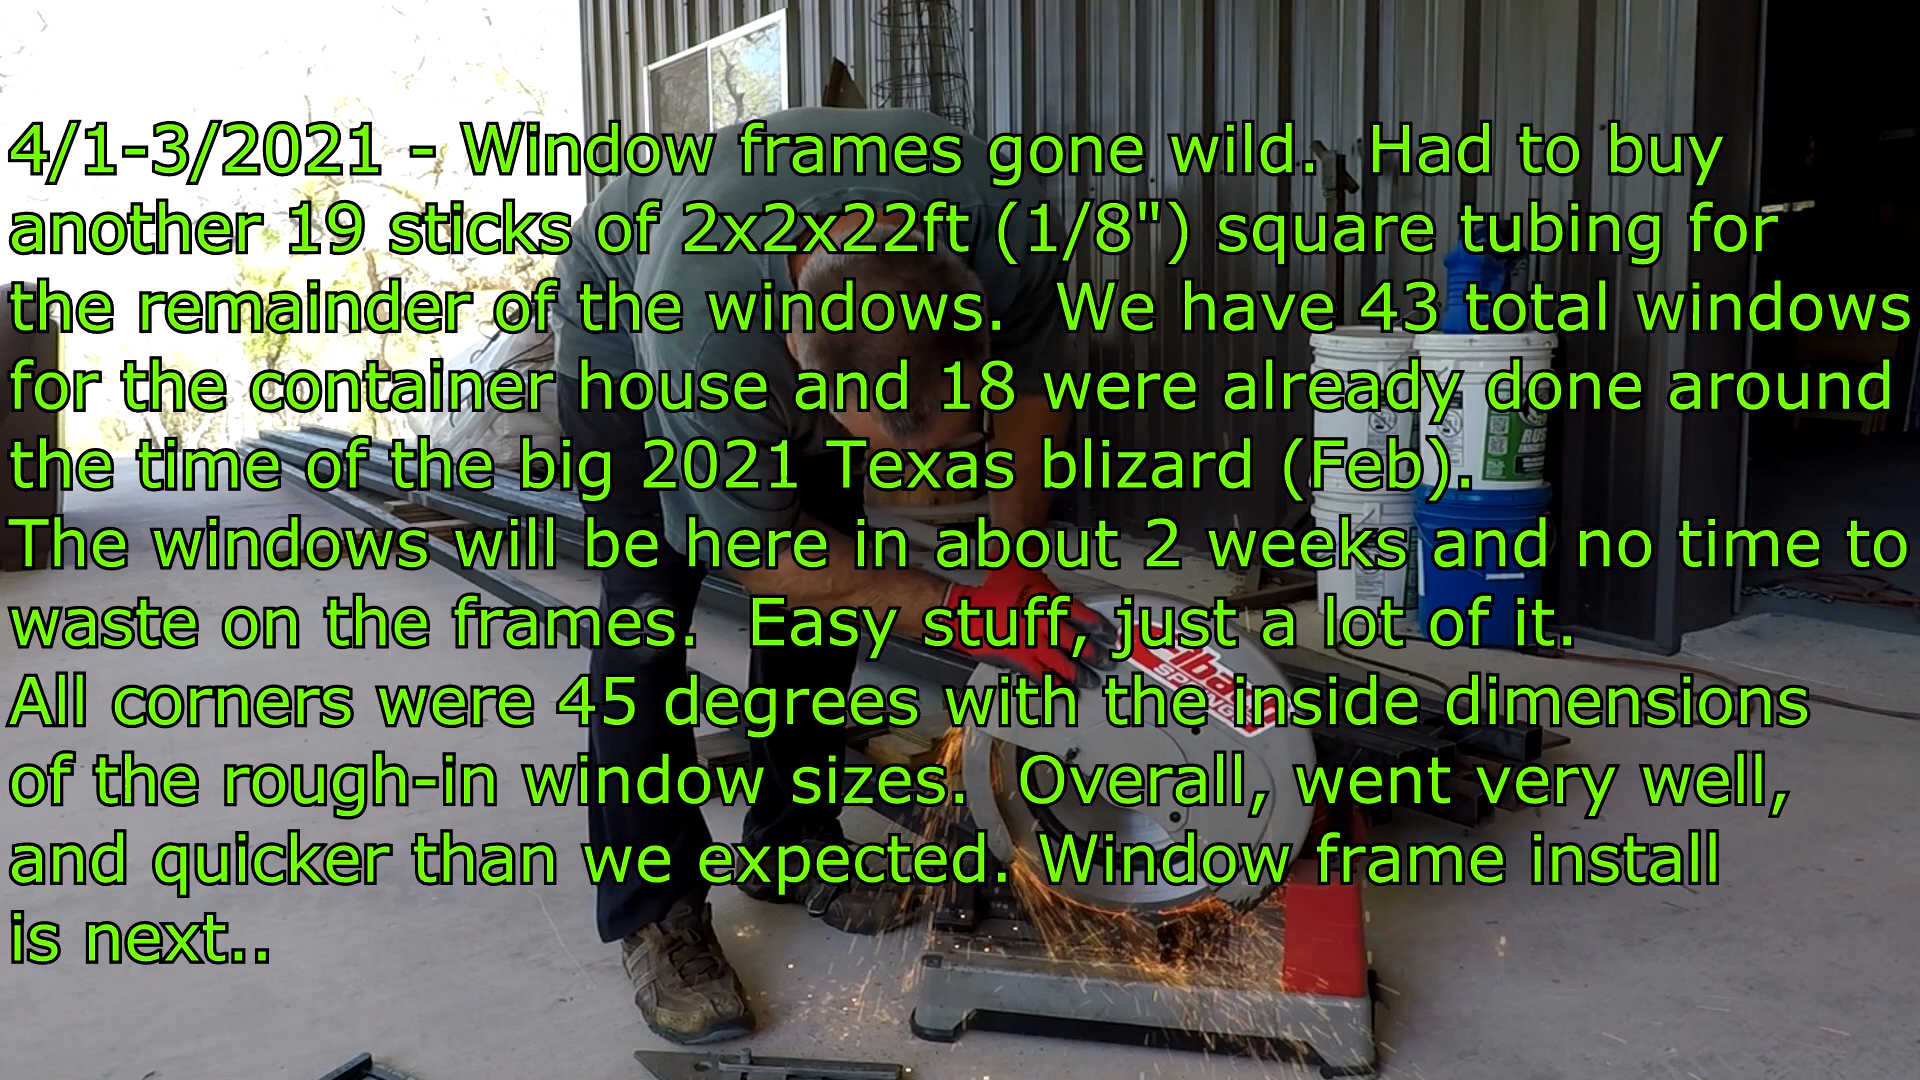 4/1-3/2021 - Window frames gone wild.  Had to buy
another 19 sticks of 2x2x22ft (1/8") square tubing for
the remainder of the windows.  We have 43 total windows
for the container house and 18 were already done around
the time of the big 2021 Texas blizard (Feb).
The windows will be here in about 2 weeks and no time to
waste on the frames.  Easy stuff, just a lot of it.
All corners were 45 degrees with the inside dimensions
of the rough-in window sizes.  Overall, went very well,
and quicker than we expected. Window frame install
is next..